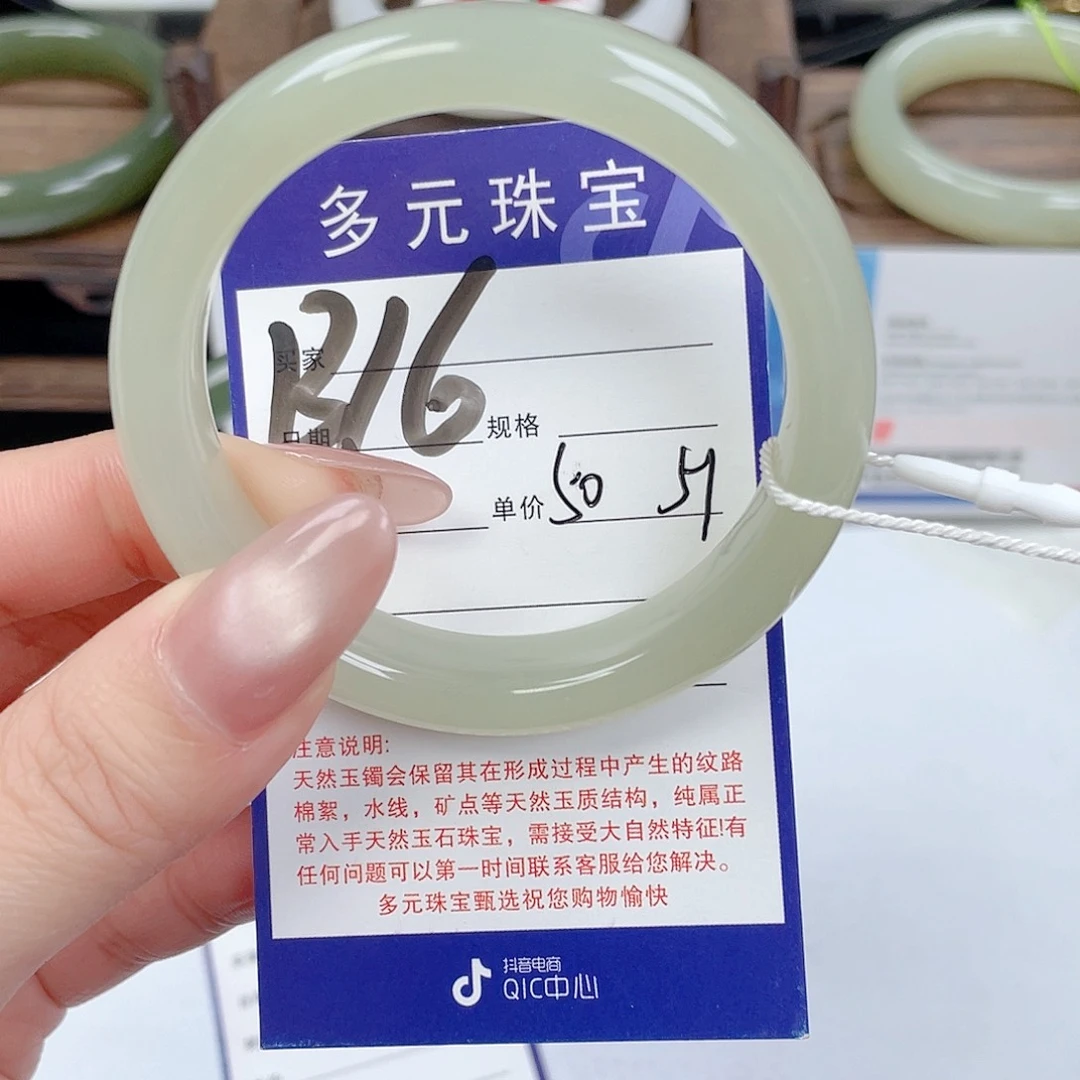 多元珠宝
B16
买家
日期 规格
单价 50
注意说明:
天然玉镯会保留其在形成过程中产生的纹路
棉絮，水线，矿点等天然玉质结构，纯属正
常入手天然玉石珠宝，需接受大自然特征!有
任何问题可以第一时间联系客服给您解决。
多元珠宝甄选祝您购物愉快
抖音电商
QIC中心